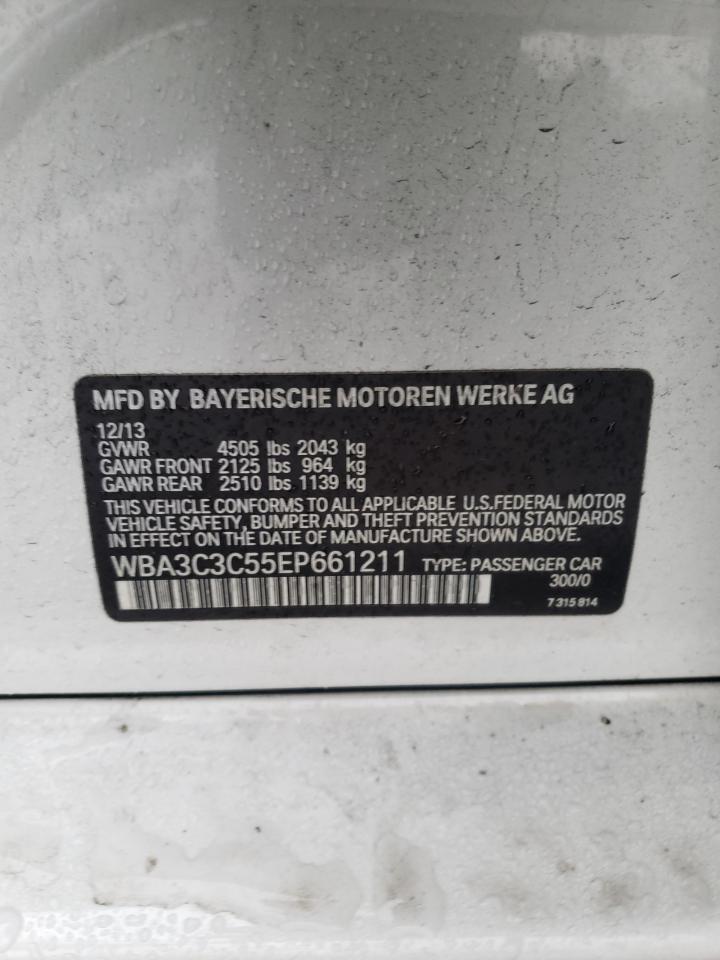 MFD BY BAYERISCHE MOTOREN WERKE AG
12/13
GVWR 4505 lbs 2043 kg
GAWR FRONT 2125 lbs 964 kg
GAWR REAR 2510 lbs 1139 kg
THIS VEHICLE CONFORMS TO ALL APPLICABLE U.S.FEDERAL MOTOR
VEHICLE SAFETY, BUMPER AND THEFT PREVENTION STANDARDS
IN EFFECT ON THE DATE OF MANUFACTURE SHOWN ABOVE.
WBA3C3C55EP661211 TYPE: PASSENGER CAR
300/0
7 315 814